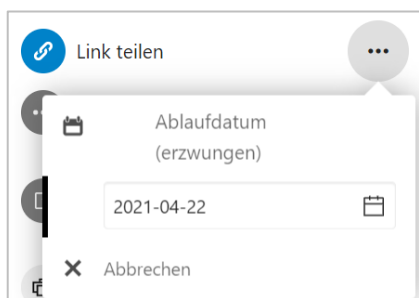 Link teilen
Ablaufdatum
(erzwungen)
2021-04-22
Abbrechen